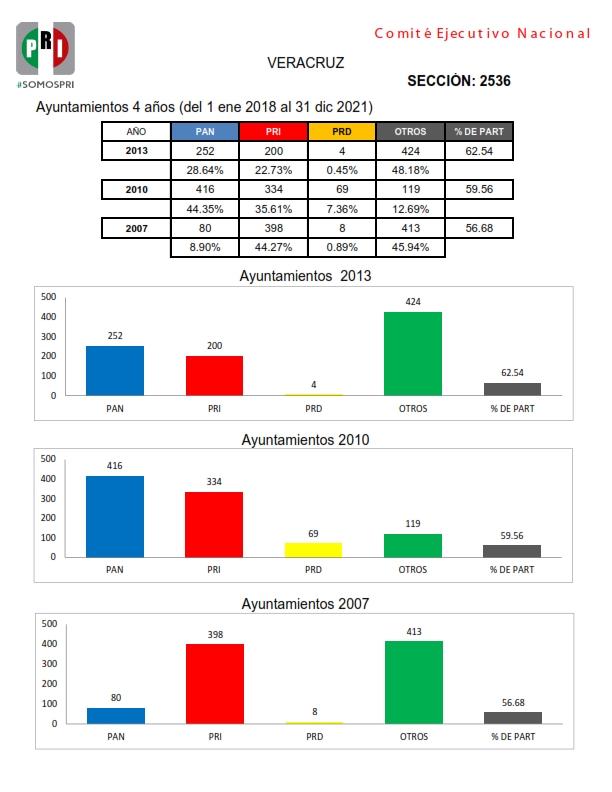 Comité Ejecutivo Nacional
PRI
#SOMOSPRI
VERACRUZ
SECCIÓN: 2536
Ayuntamientos 4 años (del 1 ene 2018 al 31 dic 2021)
AÑO PAN PRI PRD OTROS % DE PART
2013 252 200 4 424 62.54
28.64% 22.73% 0.45% 48.18%
2010 416 334 69 119 59.56
44.35% 35.61% 7.36% 12.69%
2007 80 398 8 413 56.68
8.90% 44.27% 0.89% 45.94%
Ayuntamientos 2013
500
400
300
200
100
0
252 200 4 424 62.54
PAN PRI PRD OTROS % DE PART
Ayuntamientos 2010
500
400
300
200
100
0
416 334 69 119 59.56
PAN PRI PRD OTROS % DE PART
Ayuntamientos 2007
500
400
300
200
100
0
80 398 8 413 56.68
PAN PRI PRD OTROS % DE PART